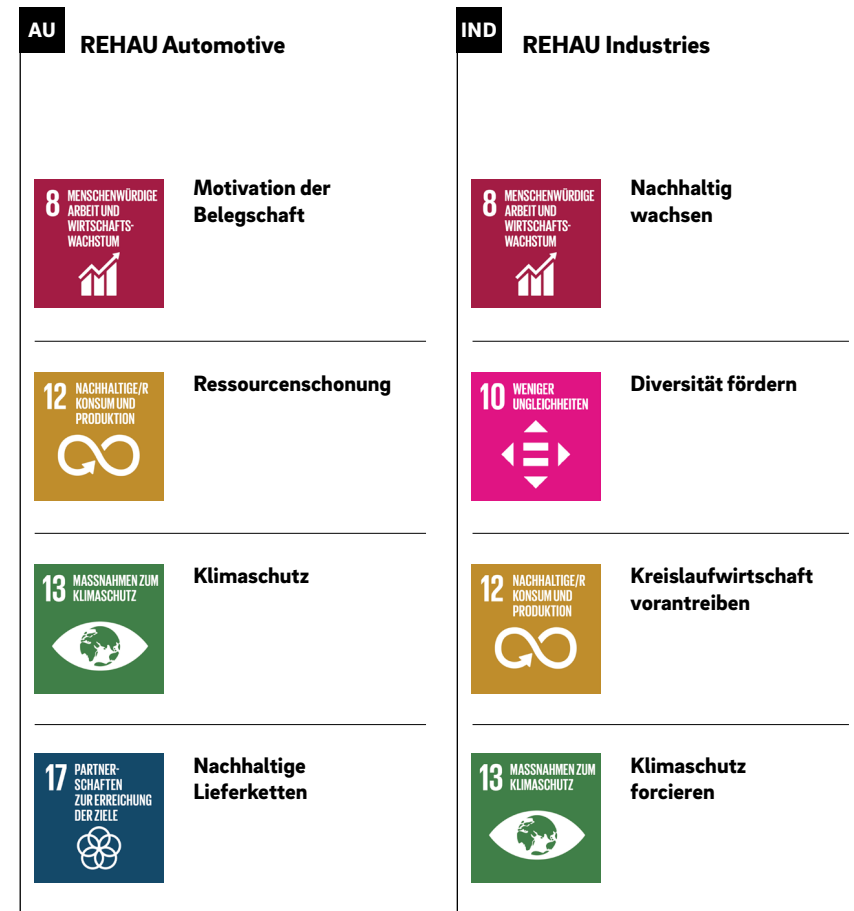 AU
REHAU Automotive
8 MENSCHENWÜRDIGE
ARBEIT UND
WIRTSCHAFTS-
WACHSTUM
Motivation der
Belegschaft
12 NACHHALTIGE/R
KONSUM UND
PRODUKTION
Ressourcenschonung
13 MASSNAHMEN ZUM
KLIMASCHUTZ
Klimaschutz
17 PARTNER-
SCHAFTEN
ZUR ERREICHUNG
DER ZIELE
Nachhaltige
Lieferketten
IND
REHAU Industries
8 MENSCHENWÜRDIGE
ARBEIT UND
WIRTSCHAFTS-
WACHSTUM
Nachhaltig
wachsen
10 WENIGER
UNGLEICHHEITEN
Diversität fördern
12 NACHHALTIGE/R
KONSUM UND
PRODUKTION
Kreislaufwirtschaft
vorantreiben
13 MASSNAHMEN ZUM
KLIMASCHUTZ
Klimaschutz
forcieren